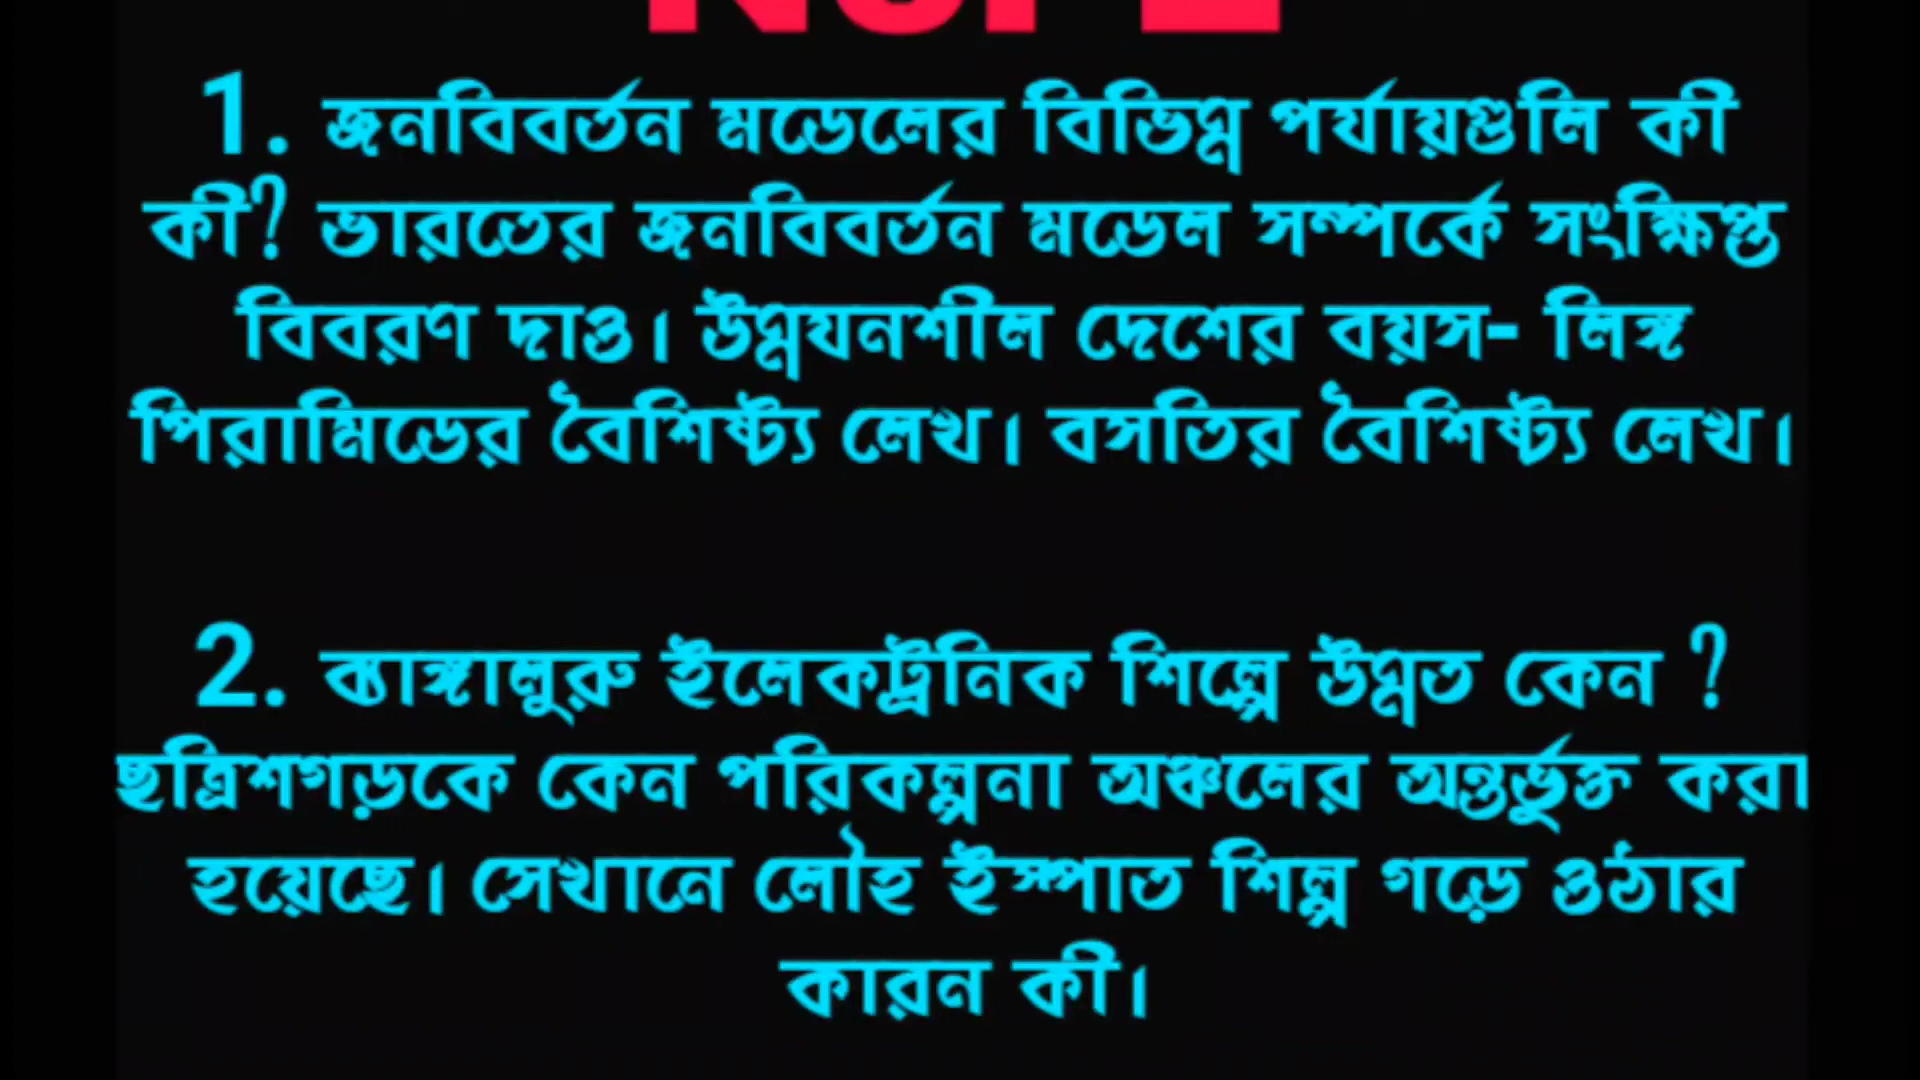 1. জনবিবর্তন মডেলের বিভিন্ন পর্যায়গুলি কী
কী? ভারতের জনবিবর্তন মডেল সম্পর্কে সংক্ষিপ্ত
বিবরণ দাও। উন্নযনশীল দেশের বয়স- লিঙ্গ
পিরামিডের বৈশিষ্ট্য লেখ। বসতির বৈশিষ্ট্য লেখ।
2. ব্যাঙ্গালুরু ইলেকট্রনিক শিল্পে উন্নত কেন ?
ছত্রিশগড়কে কেন পরিকল্পনা অঞ্চলের অন্তর্ভুক্ত করা
হয়েছে। সেখানে লৌহ ইস্পাত শিল্প গড়ে ওঠার
কারন কী।